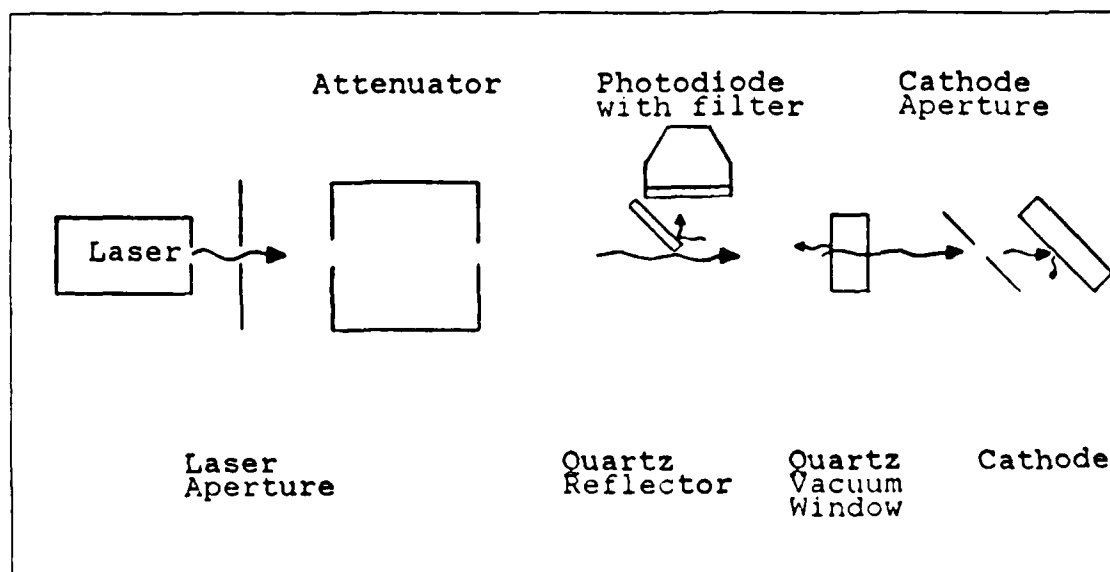 Attenuator
Photodiode
with filter
Cathode
Aperture
Laser
Laser
Aperture
Quartz
Reflector
Quartz
Vacuum
Window
Cathode